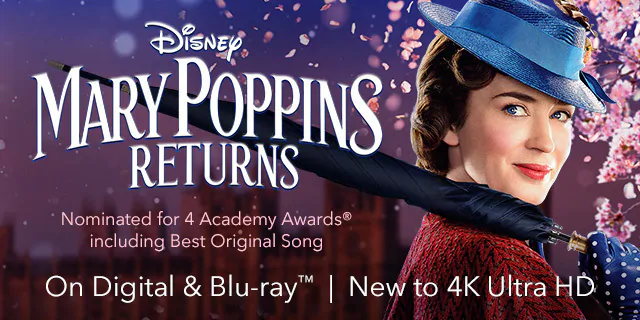 Disney
MARY POPPINS
RETURNS
Nominated for 4 Academy Awards®
including Best Original Song
On Digital & Blu-ray™ | New to 4K Ultra HD